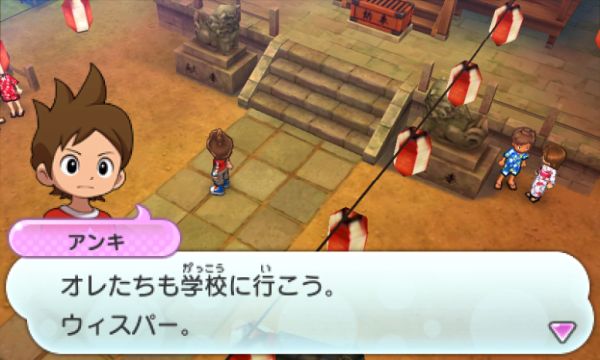 アンキ
オレたちも学校に行こう。
ウィスパー。